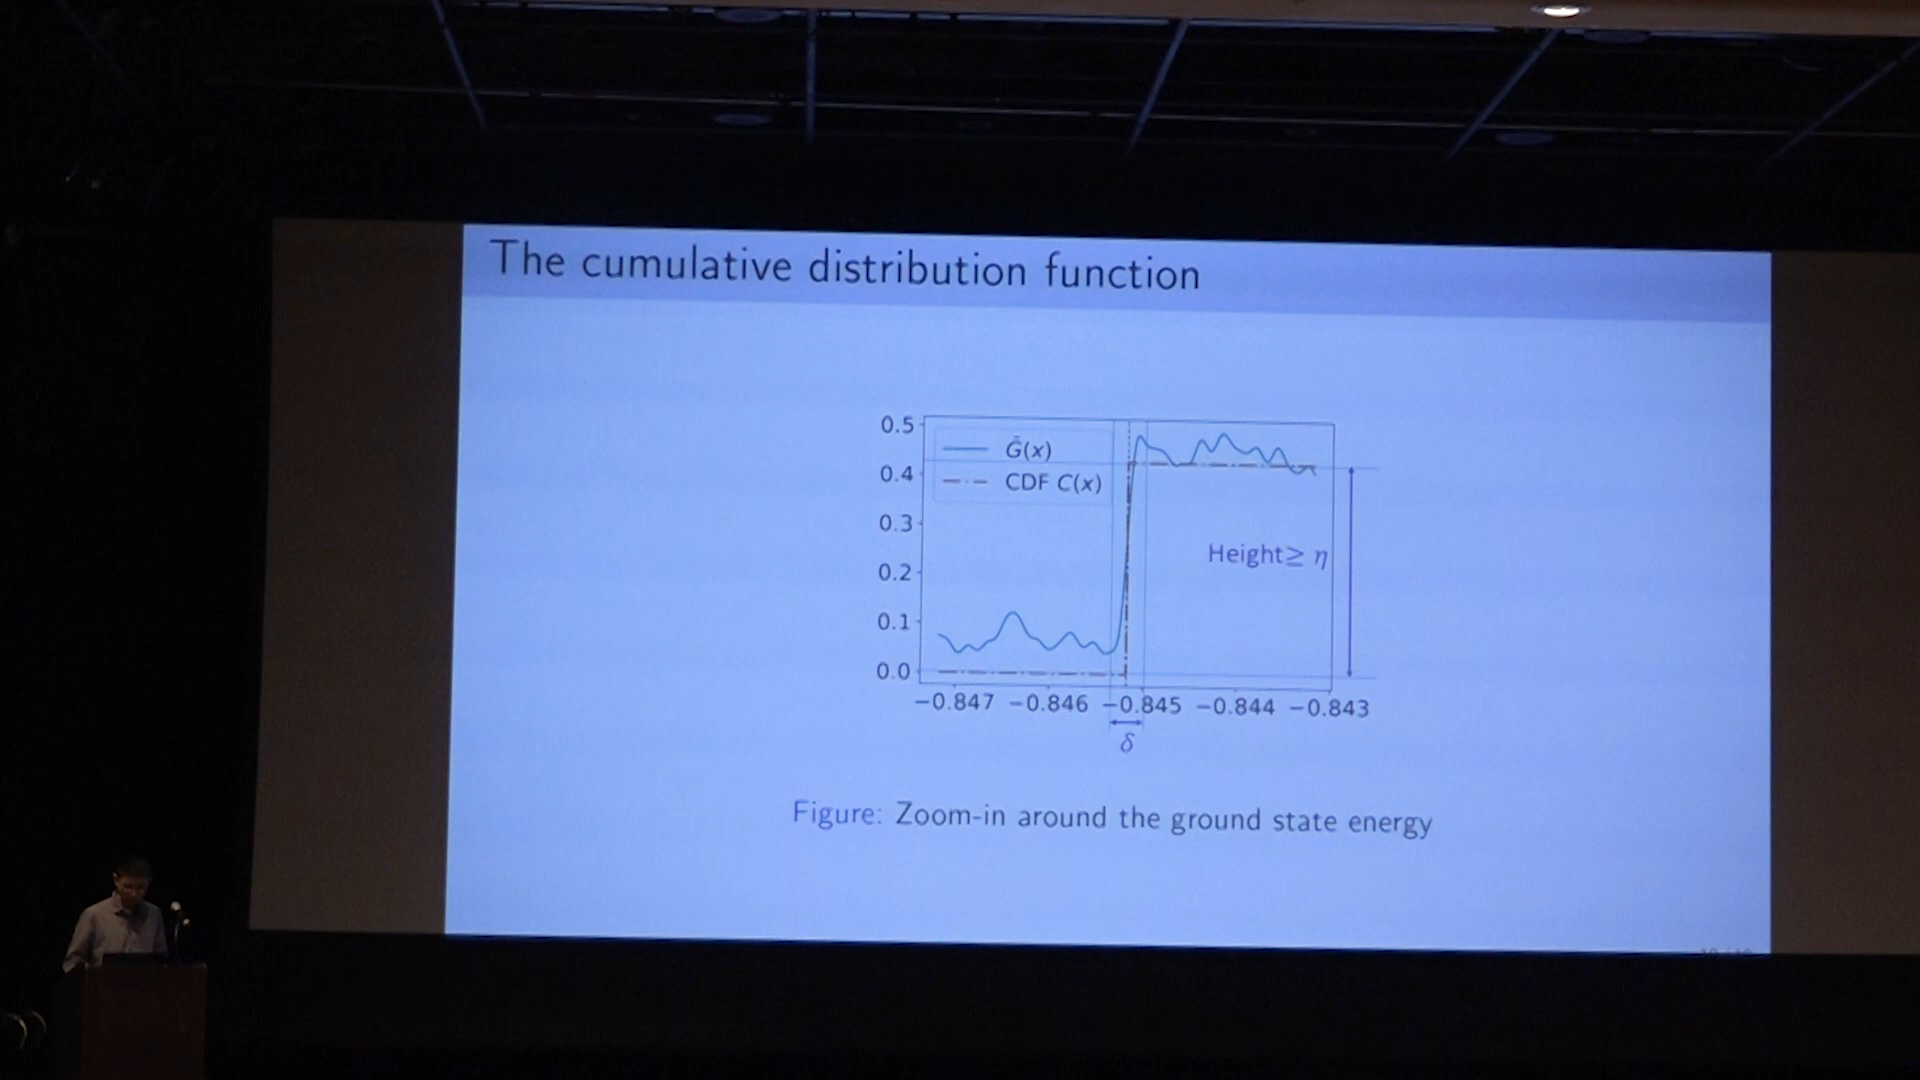 The cumulative distribution function
0.5
0.4
0.3
0.2
0.1
0.0
Ḡ(x)
CDF C(x)
Height≥ η
−0.847 −0.846 −0.845 −0.844 −0.843
δ
Figure: Zoom-in around the ground state energy